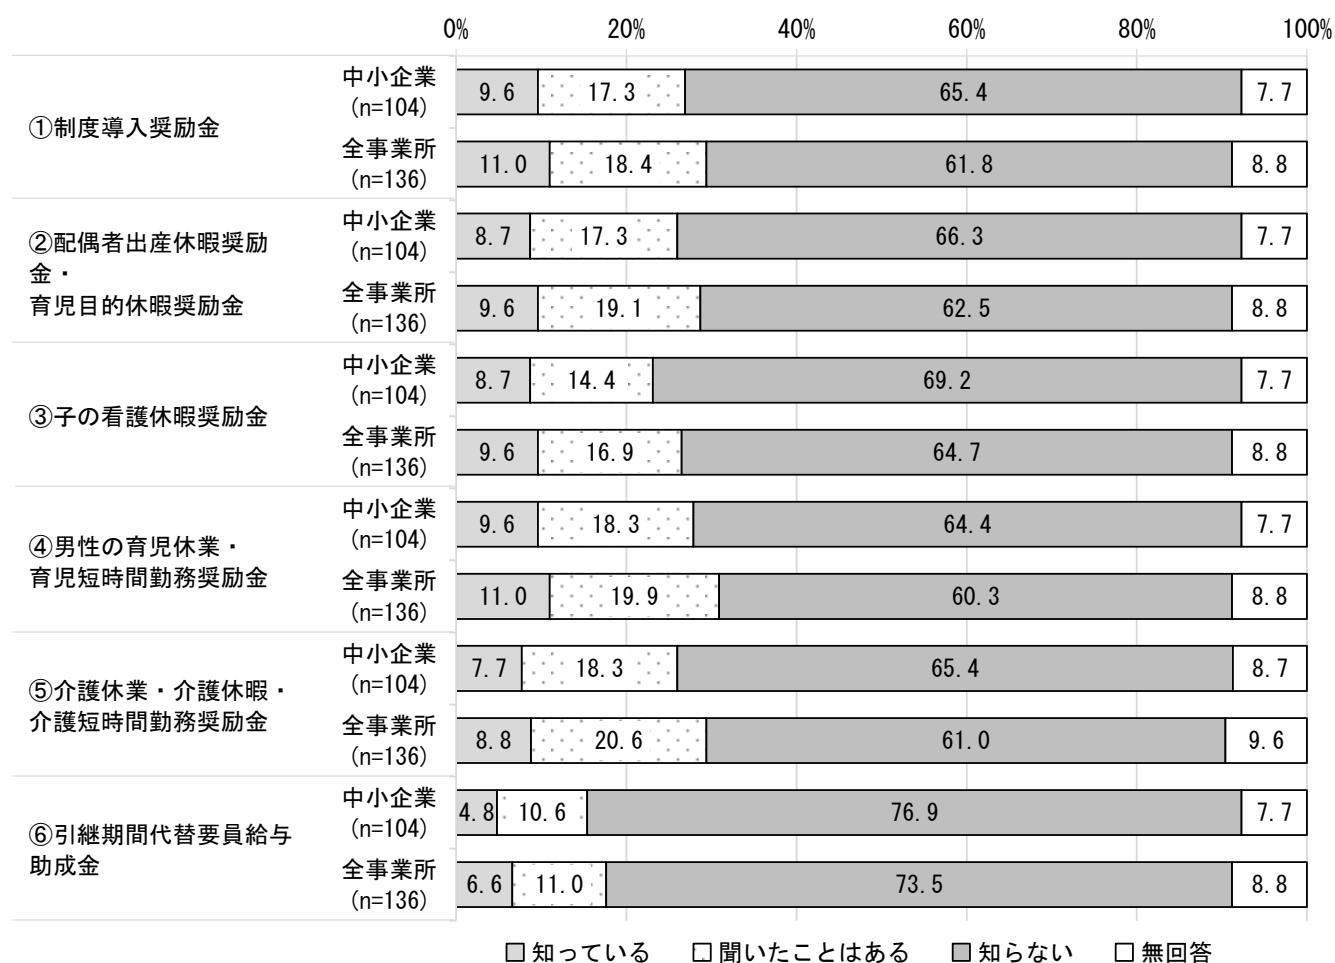 0% 20% 40% 60% 80% 100%
①制度導入奨励金
中小企業
(n=104)
9.6 17.3 65.4 7.7
全事業所
(n=136)
11.0 18.4 61.8 8.8
②配偶者出産休暇奨励
金・
育児目的休暇奨励金
中小企業
(n=104)
8.7 17.3 66.3 7.7
全事業所
(n=136)
9.6 19.1 62.5 8.8
③子の看護休暇奨励金
中小企業
(n=104)
8.7 14.4 69.2 7.7
全事業所
(n=136)
9.6 16.9 64.7 8.8
④男性の育児休業・
育児短時間勤務奨励金
中小企業
(n=104)
9.6 18.3 64.4 7.7
全事業所
(n=136)
11.0 19.9 60.3 8.8
⑤介護休業・介護休暇・
介護短時間勤務奨励金
中小企業
(n=104)
7.7 18.3 65.4 8.7
全事業所
(n=136)
8.8 20.6 61.0 9.6
⑥引継期間代替要員給与
助成金
中小企業
(n=104)
4.8 10.6 76.9 7.7
全事業所
(n=136)
6.6 11.0 73.5 8.8
知っている 聞いたことはある 知らない 無回答